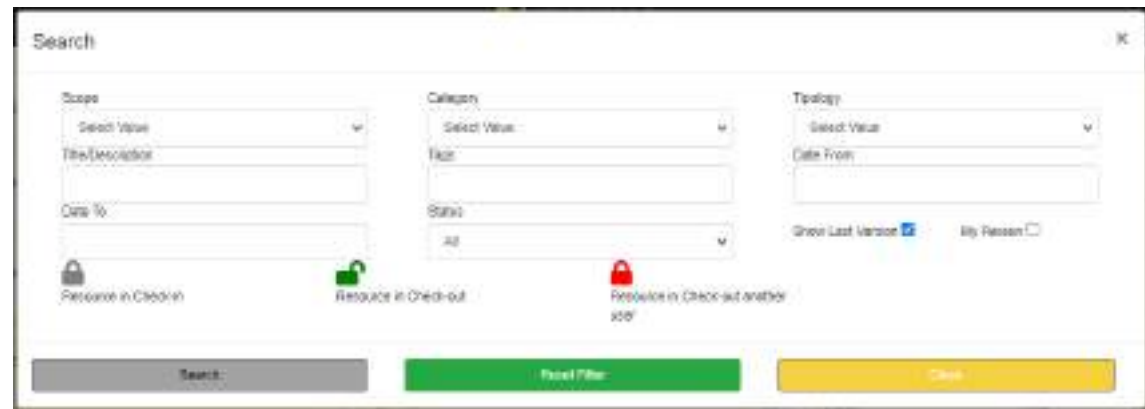 Search ×
Scope Category Tipology
Select Value Select Value Select Value
Title/Description Tags Date From
Date To Status
All Show Last Version My Reason
Resource in Check-in Resource in Check-out Resource in Check-out another
user
Search Reset Filter Close